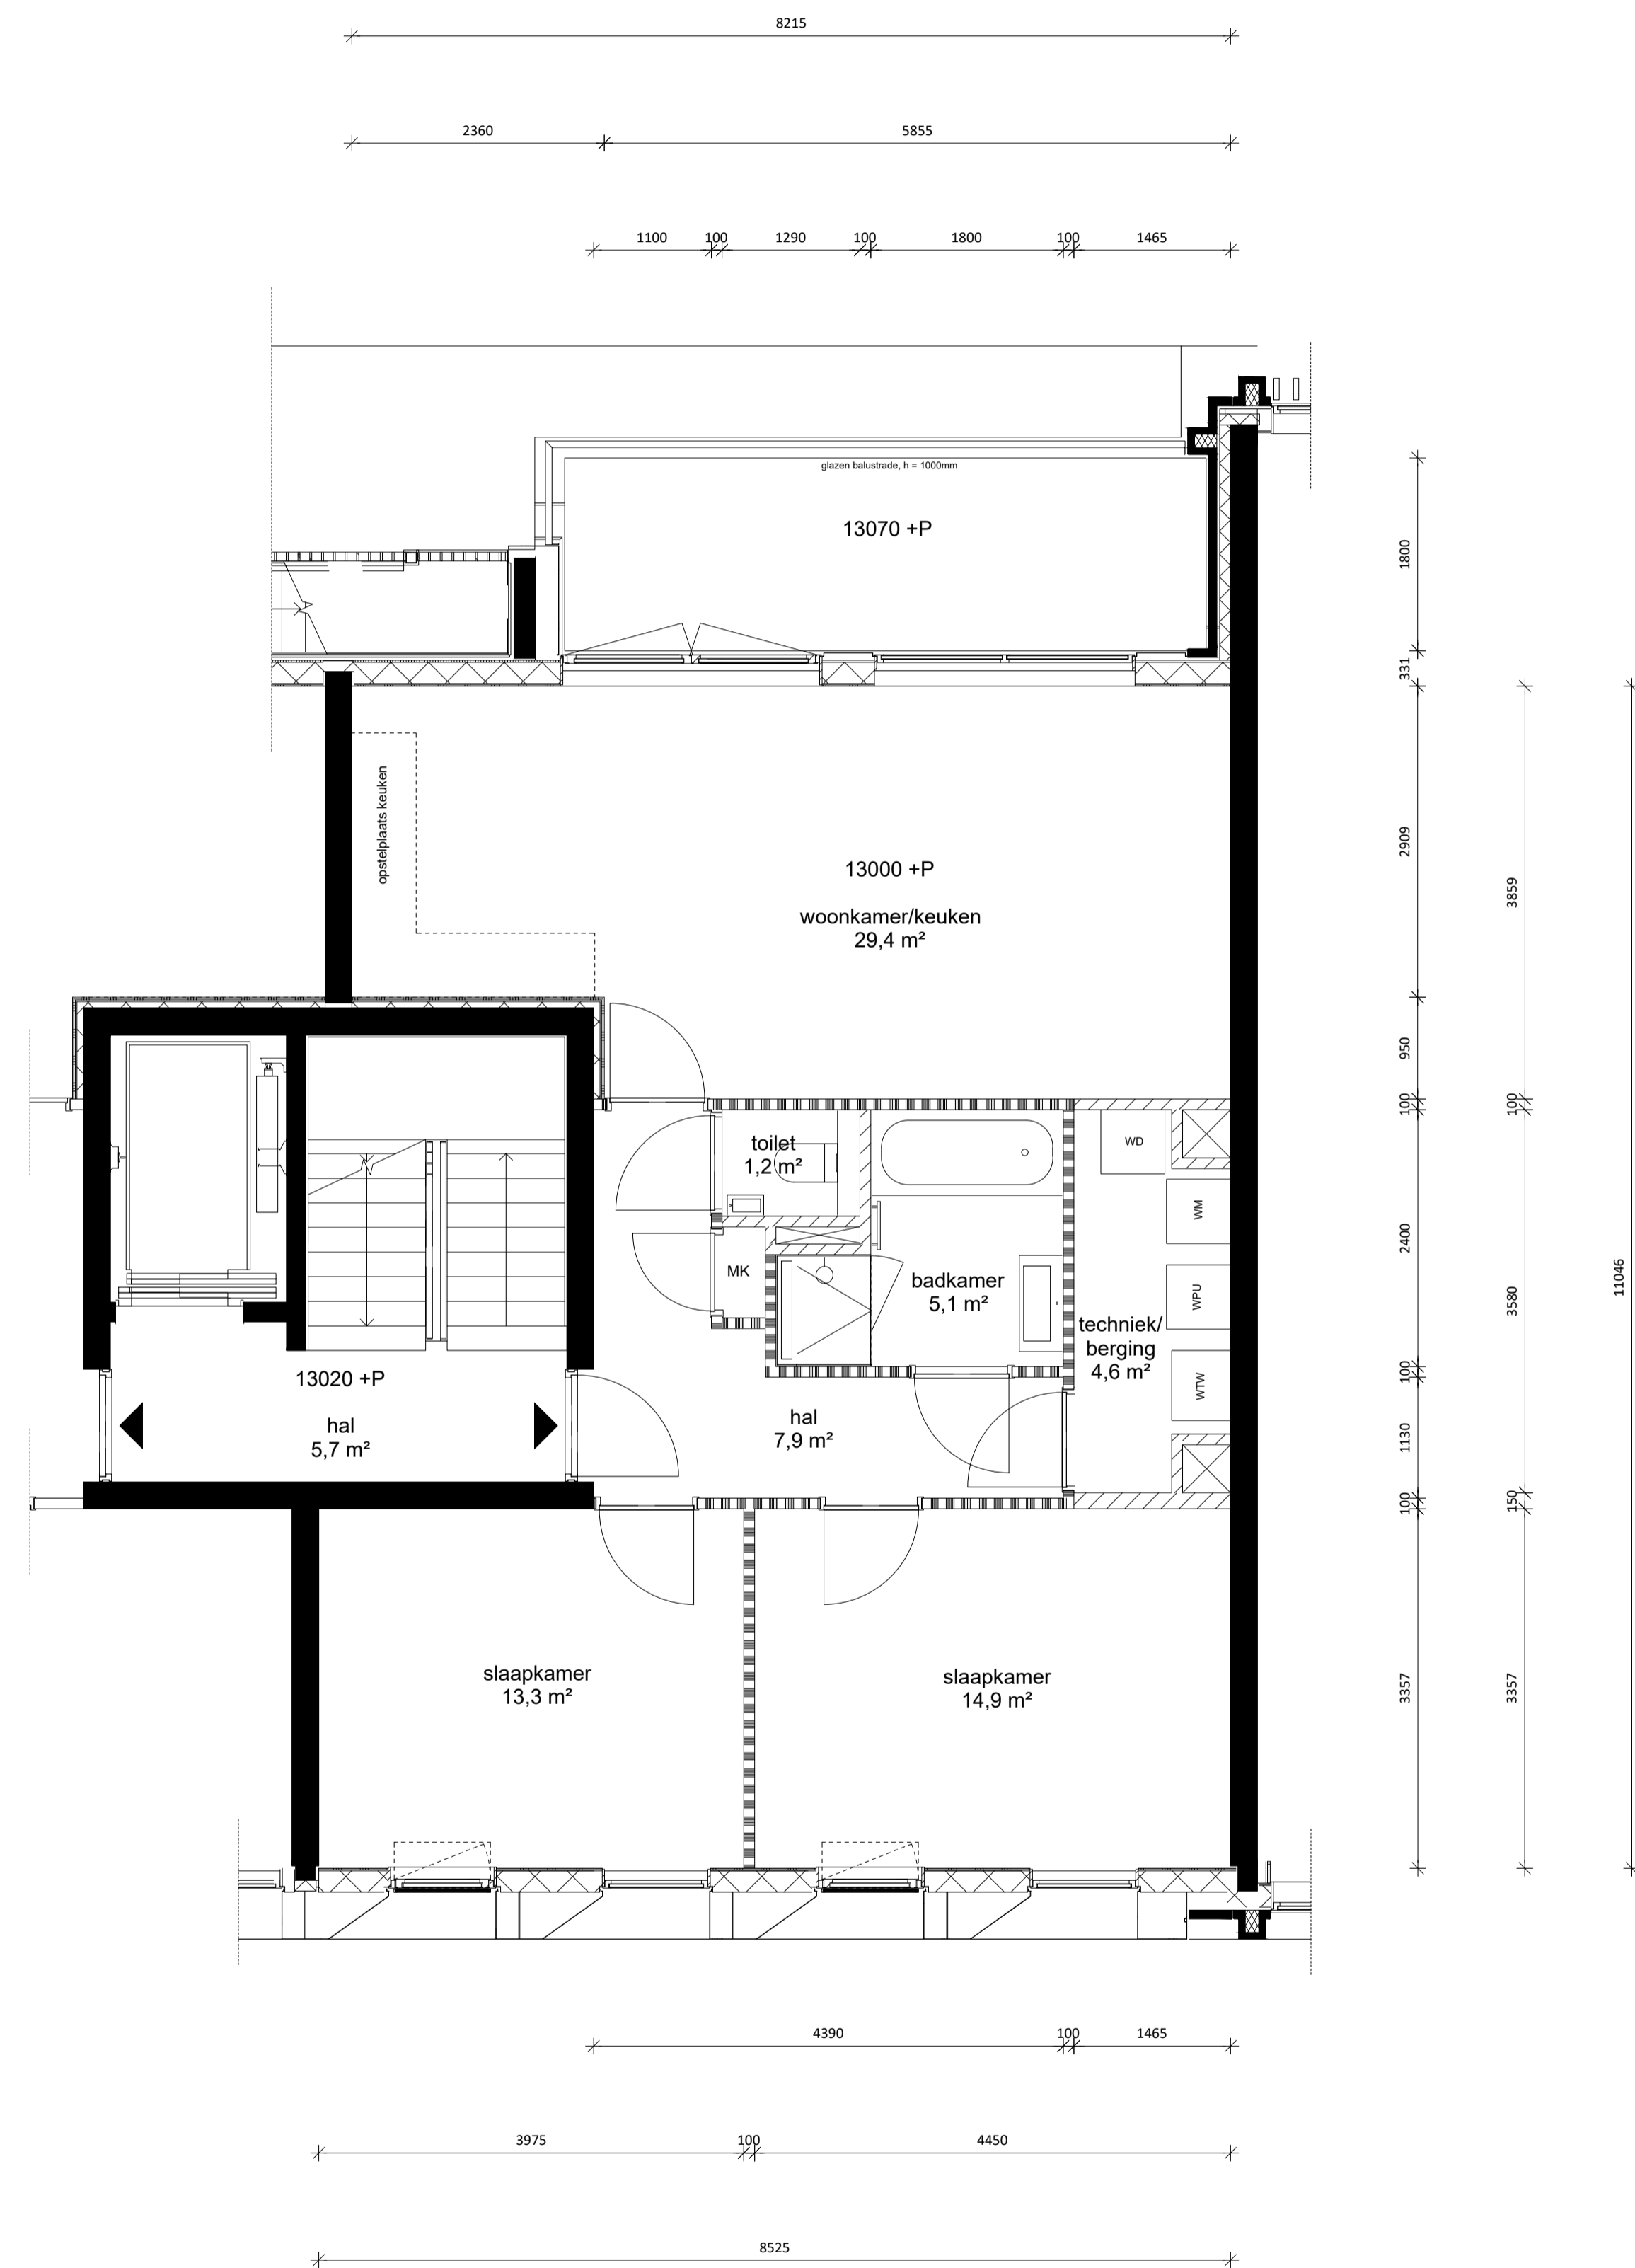 8215
2360
5855
1100
100
1290
100
1800
100
1465
glazen balustrade, h = 1000mm
13070 +P
1800
331
opstelplaats keuken
13000 +P
woonkamer/keuken
29,4 m²
2909
3859
950
100
100
toilet
1,2 m²
WD
WM
MK
badkamer
5,1 m²
WPU
techniek/
berging
4,6 m²
WTW
2400
3580
11046
13020 +P
hal
5,7 m²
hal
7,9 m²
100
1130
100
150
slaapkamer
13,3 m²
slaapkamer
14,9 m²
3357
3357
4390
100
1465
3975
100
4450
8525